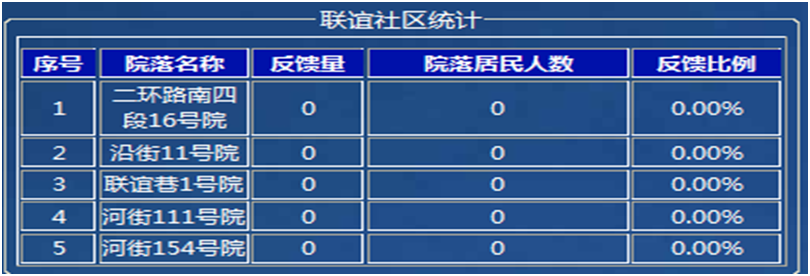 联谊社区统计
序号 院落名称 反馈量 院落居民人数 反馈比例
1 二环路南四段16号院 0 0 0.00%
2 沿街11号院 0 0 0.00%
3 联谊巷1号院 0 0 0.00%
4 河街111号院 0 0 0.00%
5 河街154号院 0 0 0.00%